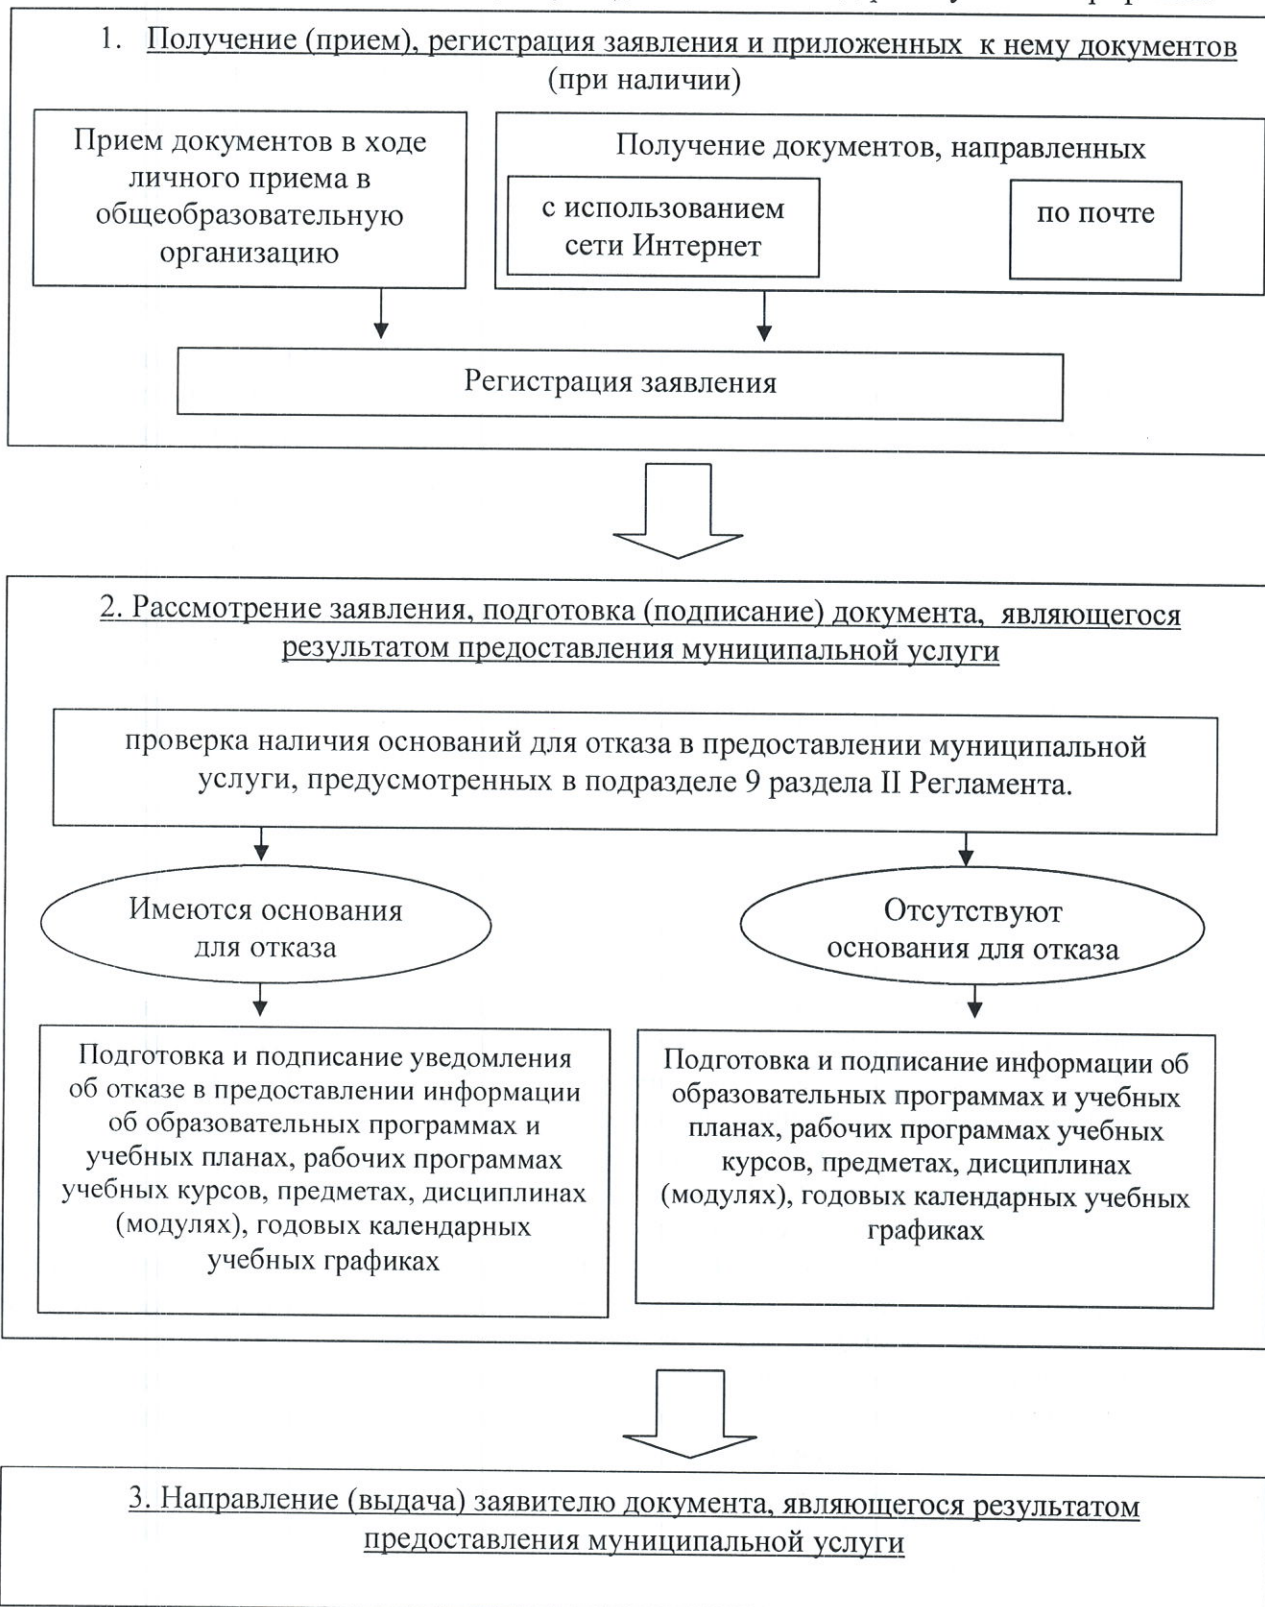 1. Получение (прием), регистрация заявления и приложенных к нему документов
(при наличии)
Прием документов в ходе
личного приема в
общеобразовательную
организацию
Получение документов, направленных
с использованием
сети Интернет
по почте
Регистрация заявления
2. Рассмотрение заявления, подготовка (подписание) документа, являющегося
результатом предоставления муниципальной услуги
проверка наличия оснований для отказа в предоставлении муниципальной
услуги, предусмотренных в подразделе 9 раздела II Регламента.
Имеются основания
для отказа
Отсутствуют
основания для отказа
Подготовка и подписание уведомления
об отказе в предоставлении информации
об образовательных программах и
учебных планах, рабочих программах
учебных курсов, предметах, дисциплинах
(модулях), годовых календарных
учебных графиках
Подготовка и подписание информации об
образовательных программах и учебных
планах, рабочих программах учебных
курсов, предметах, дисциплинах
(модулях), годовых календарных учебных
графиках
3. Направление (выдача) заявителю документа, являющегося результатом
предоставления муниципальной услуги